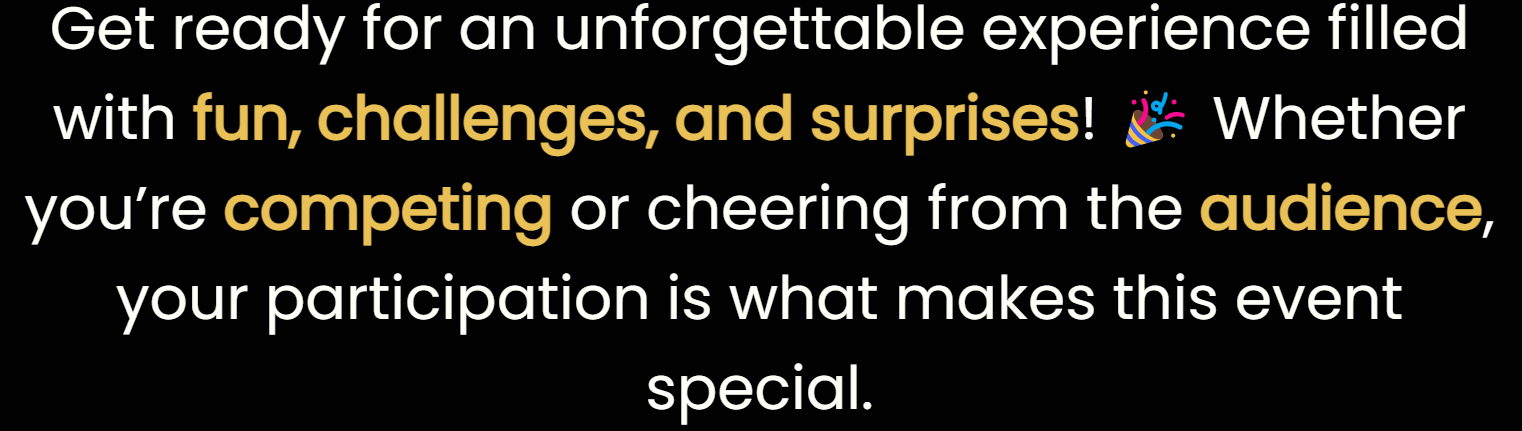 Get ready for an unforgettable experience filled
with fun, challenges, and surprises! 🎉 Whether
you’re competing or cheering from the audience,
your participation is what makes this event
special.